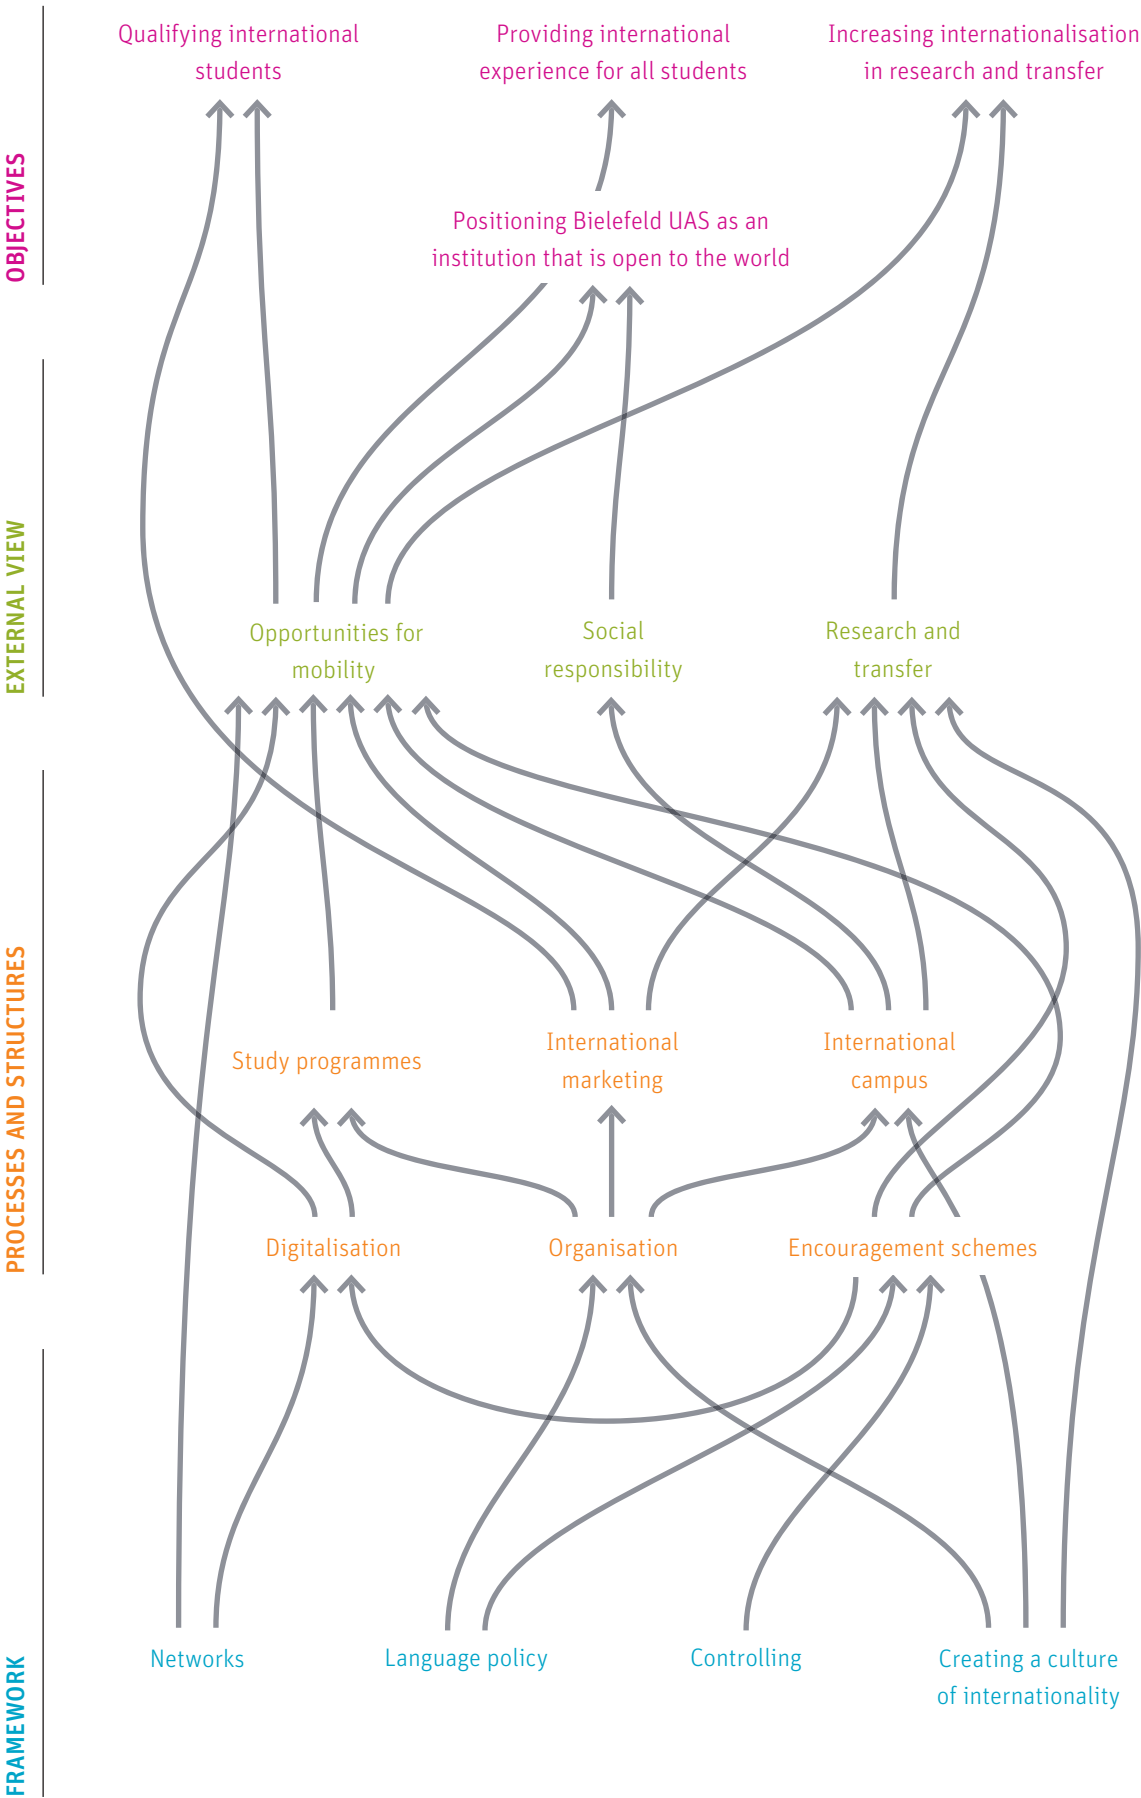 Qualifying international
students
Providing international
experience for all students
Increasing internationalisation
in research and transfer
OBJECTIVES
Positioning Bielefeld UAS as an
institution that is open to the world
EXTERNAL VIEW
Opportunities for
mobility
Social
responsibility
Research and
transfer
PROCESSES AND STRUCTURES
Study programmes
International
marketing
International
campus
Digitalisation
Organisation
Encouragement schemes
FRAMEWORK
Networks
Language policy
Controlling
Creating a culture
of internationality